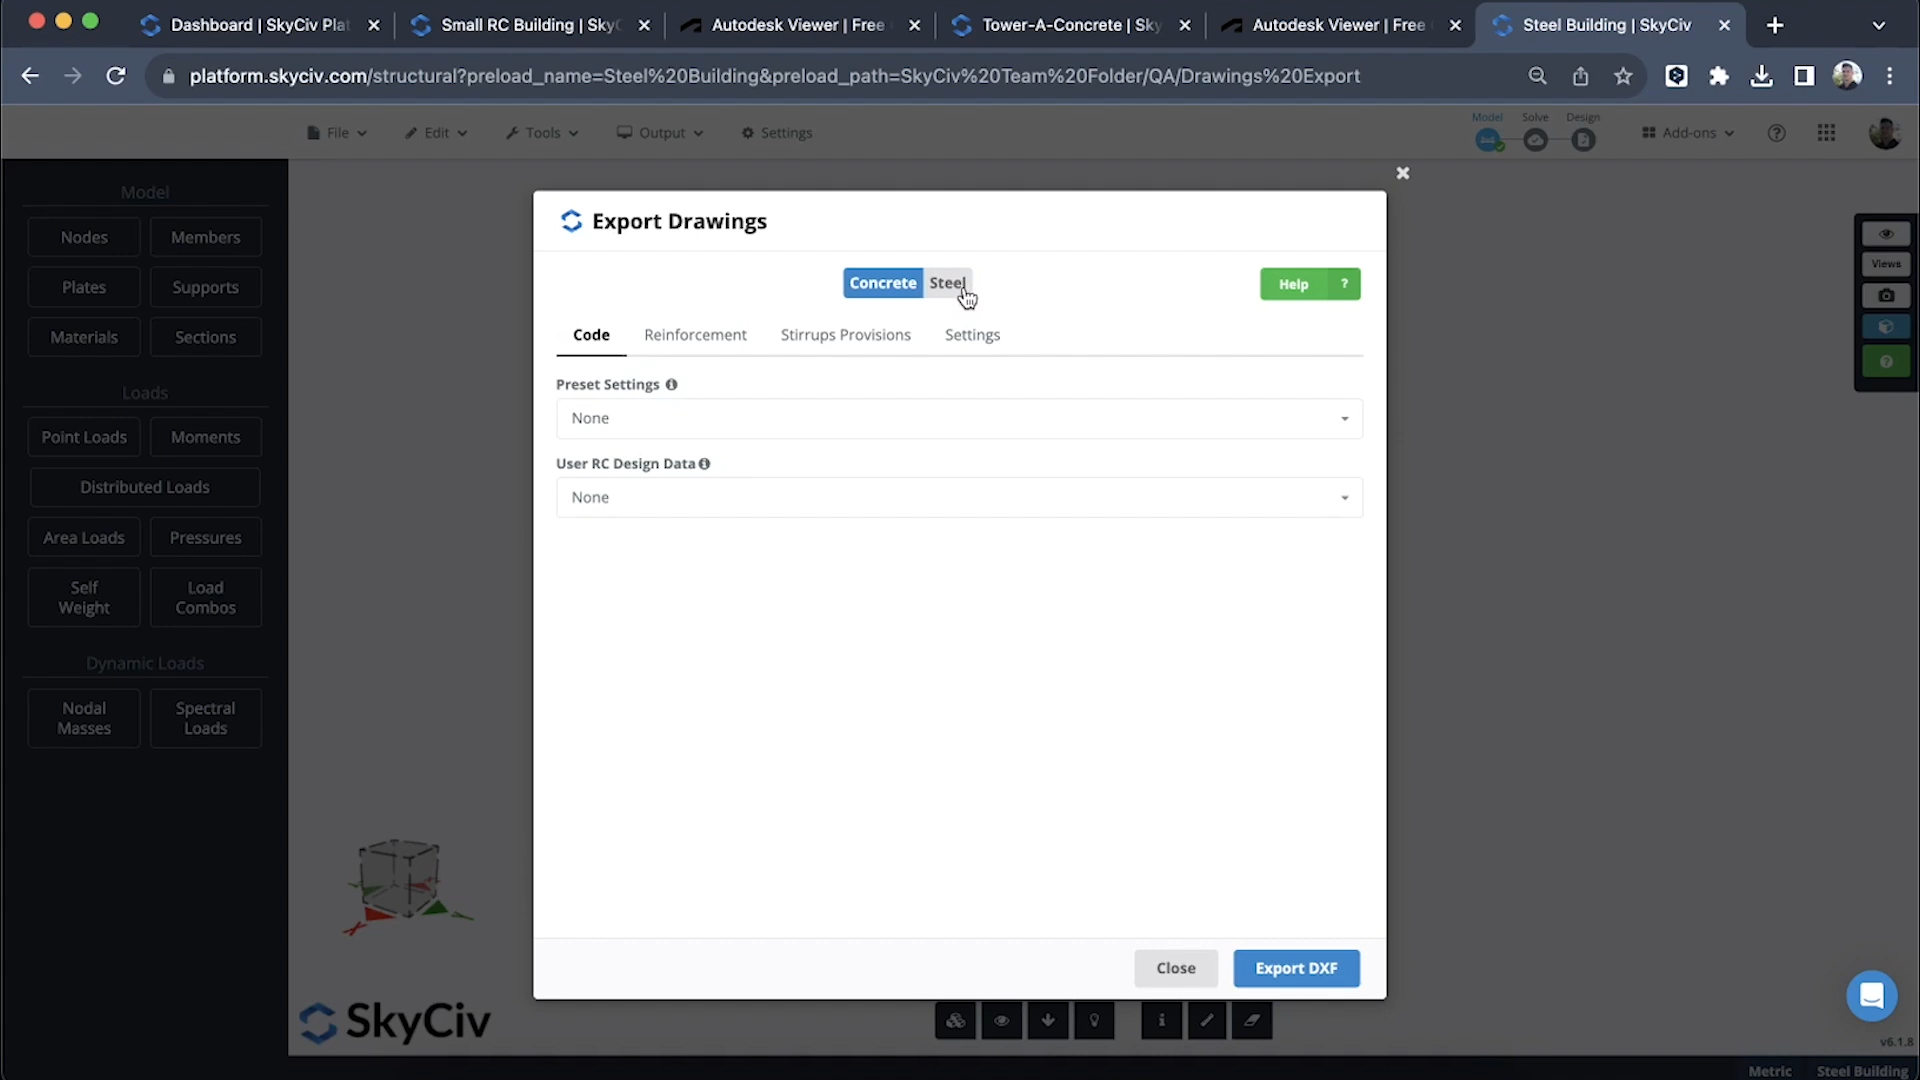 Dashboard | SkyCiv Plat
Small RC Building | SkyC
Autodesk Viewer | Free
Tower-A-Concrete | Sky
Autodesk Viewer | Free
Steel Building | SkyCiv
platform.skyciv.com/structural?preload_name=Steel%20Building&preload_path=SkyCiv%20Team%20Folder/QA/Drawings%20Export
File
Edit
Tools
Output
Settings
Model
Solve
Design
Add-ons
Model
Nodes
Members
Plates
Supports
Materials
Sections
Loads
Point Loads
Moments
Distributed Loads
Area Loads
Pressures
Self
Weight
Load
Combos
Dynamic Loads
Nodal
Masses
Spectral
Loads
Export Drawings
Concrete
Steel
Help ?
Code
Reinforcement
Stirrups Provisions
Settings
Preset Settings
None
User RC Design Data
None
Close
Export DXF
Views
SkyCiv
v6.1.8
Metric
Steel Building